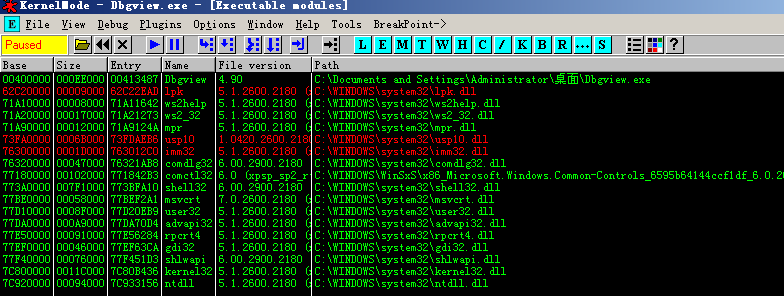 KernelMode - Dbgview.exe - [Executable modules]
E File View Debug Plugins Options Window Help Tools BreakPoint->
Paused L E M T W H C / K B R ... S ?
Base Size Entry Name File version Path
00400000 000EE000 00413487 Dbgview 4.90 C:\Documents and Settings\Administrator\桌面\Dbgview.exe
62C20000 00009000 62C22EAD lpk 5.1.2600.2180 C:\WINDOWS\system32\lpk.dll
71A10000 00008000 71A11642 ws2help 5.1.2600.2180 C:\WINDOWS\system32\ws2help.dll
71A20000 00017000 71A21273 ws2_32 5.1.2600.2180 C:\WINDOWS\system32\ws2_32.dll
71A90000 00012000 71A9124A mpr 5.1.2600.2180 C:\WINDOWS\system32\mpr.dll
73FA0000 0006B000 73FDAEB6 usp10 1.0420.2600.2180 C:\WINDOWS\system32\usp10.dll
76300000 0001D000 763012C0 imm32 5.1.2600.2180 C:\WINDOWS\system32\imm32.dll
76320000 00047000 76321AB8 comdlg32 6.00.2900.2180 C:\WINDOWS\system32\comdlg32.dll
77180000 00102000 771842B3 comctl32 6.0 (xpsp_sp2_r C:\WINDOWS\WinSxS\x86_Microsoft.Windows.Common-Controls_6595b64144ccf1df_6.0.26
773A0000 007F1000 773BFA10 shell32 6.00.2900.2180 C:\WINDOWS\system32\shell32.dll
77BE0000 00058000 77BEF2A1 msvcrt 7.0.2600.2180 C:\WINDOWS\system32\msvcrt.dll
77D10000 0008F000 77D20EB9 user32 5.1.2600.2180 C:\WINDOWS\system32\user32.dll
77DA0000 000A9000 77DA70D4 advapi32 5.1.2600.2180 C:\WINDOWS\system32\advapi32.dll
77E50000 00091000 77E56284 rpcrt4 5.1.2600.2180 C:\WINDOWS\system32\rpcrt4.dll
77EF0000 00046000 77EF63CA gdi32 5.1.2600.2180 C:\WINDOWS\system32\gdi32.dll
77F40000 00076000 77F451D3 shlwapi 6.00.2900.2180 C:\WINDOWS\system32\shlwapi.dll
7C800000 0011C000 7C80B436 kernel32 5.1.2600.2180 C:\WINDOWS\system32\kernel32.dll
7C920000 00094000 7C933156 ntdll 5.1.2600.2180 C:\WINDOWS\system32\ntdll.dll